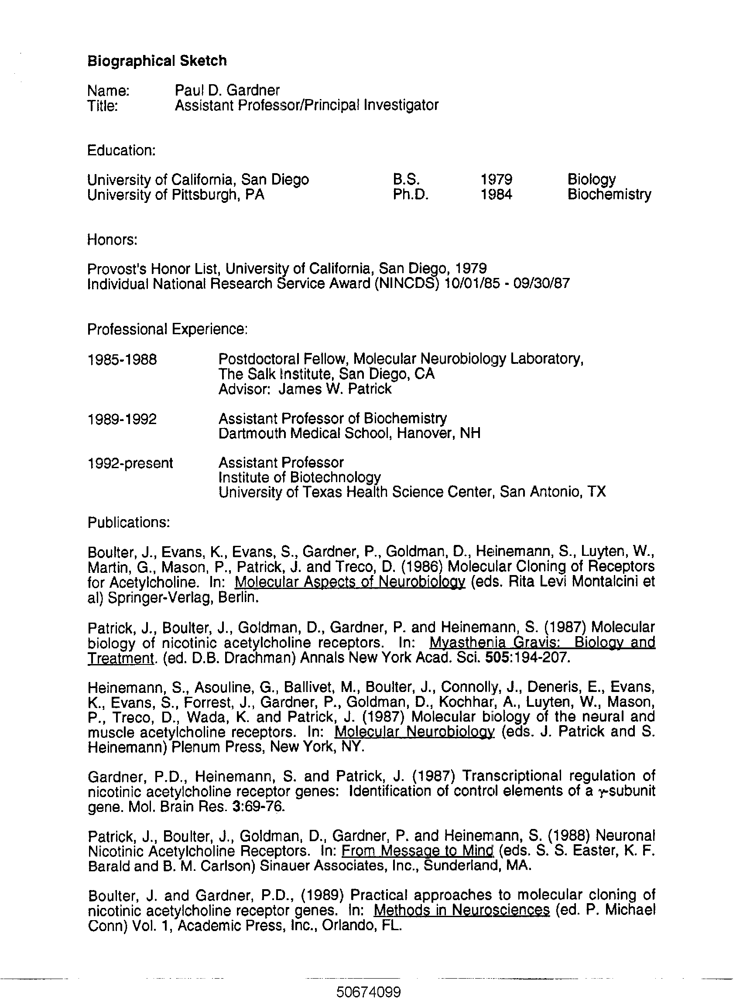 Biographical Sketch
Name: Paul D. Gardner
Title: Assistant Professor/Principal Investigator
Education:
University of California, San Diego B.S. 1979 Biology
University of Pittsburgh, PA Ph.D. 1984 Biochemistry
Honors:
Provost's Honor List, University of California, San Diego, 1979
Individual National Research Service Award (NINCDS) 10/01/85 - 09/30/87
Professional Experience:
1985-1988 Postdoctoral Fellow, Molecular Neurobiology Laboratory,
The Salk Institute, San Diego, CA
Advisor: James W. Patrick
1989-1992 Assistant Professor of Biochemistry
Dartmouth Medical School, Hanover, NH
1992-present Assistant Professor
Institute of Biotechnology
University of Texas Health Science Center, San Antonio, TX
Publications:
Boulter, J., Evans, K., Evans, S., Gardner, P., Goldman, D., Heinemann, S., Luyten, W.,
Martin, G., Mason, P., Patrick, J. and Treco, D. (1986) Molecular Cloning of Receptors
for Acetylcholine. In: Molecular Aspects of Neurobiology (eds. Rita Levi Montalcini et
al) Springer-Verlag, Berlin.
Patrick, J., Boulter, J., Goldman, D., Gardner, P. and Heinemann, S. (1987) Molecular
biology of nicotinic acetylcholine receptors. In: Myasthenia Gravis: Biology and
Treatment. (ed. D.B. Drachman) Annals New York Acad. Sci. 505:194-207.
Heinemann, S., Asouline, G., Ballivet, M., Boulter, J., Connolly, J., Deneris, E., Evans,
K., Evans, S., Forrest, J., Gardner, P., Goldman, D., Kochhar, A., Luyten, W., Mason,
P., Treco, D., Wada, K. and Patrick, J. (1987) Molecular biology of the neural and
muscle acetylcholine receptors. In: Molecular Neurobiology (eds. J. Patrick and S.
Heinemann) Plenum Press, New York, NY.
Gardner, P.D., Heinemann, S. and Patrick, J. (1987) Transcriptional regulation of
nicotinic acetylcholine receptor genes: Identification of control elements of a γ-subunit
gene. Mol. Brain Res. 3:69-76.
Patrick, J., Boulter, J., Goldman, D., Gardner, P. and Heinemann, S. (1988) Neuronal
Nicotinic Acetylcholine Receptors. In: From Message to Mind (eds. S. S. Easter, K. F.
Barald and B. M. Carlson) Sinauer Associates, Inc., Sunderland, MA.
Boulter, J. and Gardner, P.D., (1989) Practical approaches to molecular cloning of
nicotinic acetylcholine receptor genes. In: Methods in Neurosciences (ed. P. Michael
Conn) Vol. 1, Academic Press, Inc., Orlando, FL.
50674099